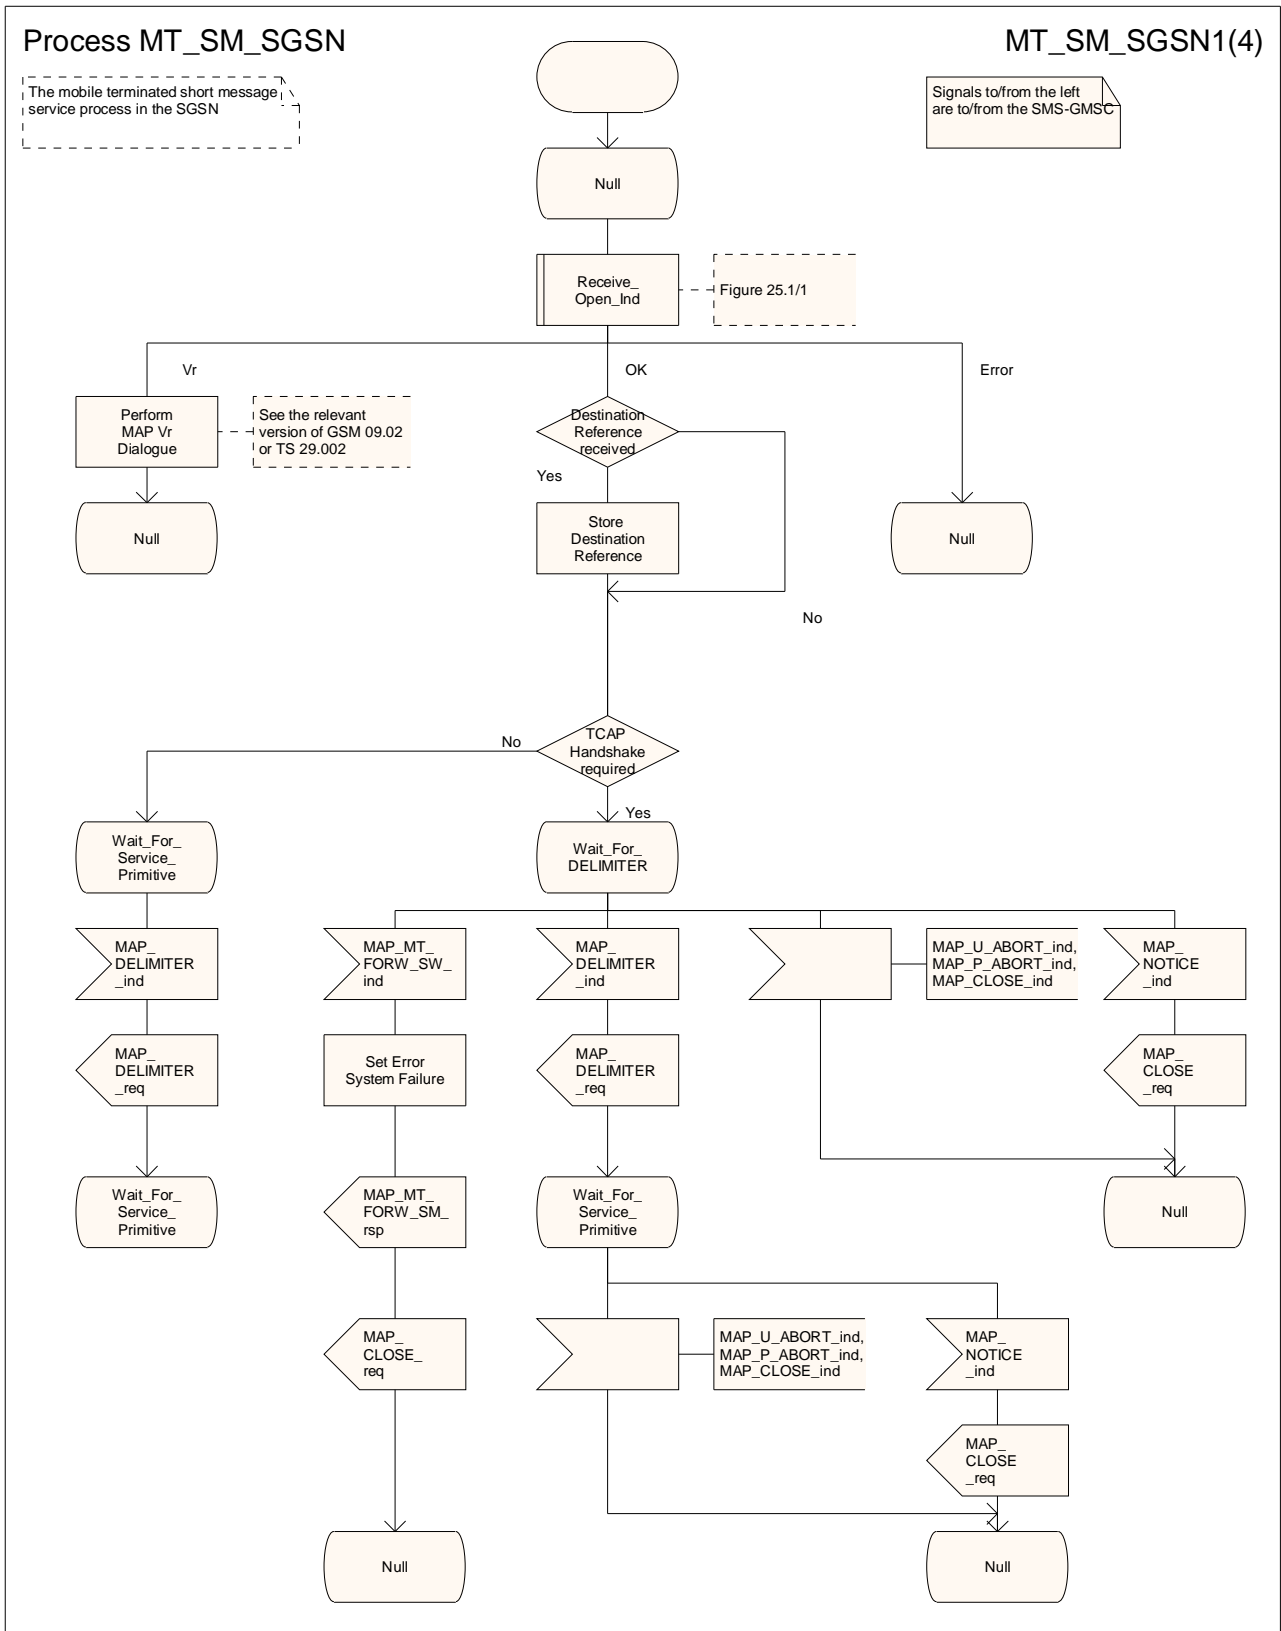 Process MT_SM_SGSN
MT_SM_SGSN1(4)
The mobile terminated short message
service process in the SGSN
Signals to/from the left
are to/from the SMS-GMSC
Null
Receive_
Open_Ind
Figure 25.1/1
Vr
OK
Error
Perform
MAP Vr
Dialogue
See the relevant
version of GSM 09.02
or TS 29.002
Destination
Reference
received
Yes
Null
Store
Destination
Reference
Null
No
TCAP
Handshake
required
No
Yes
Wait_For_
Service_
Primitive
Wait_For_
DELIMITER
MAP_
DELIMITER
_ind
MAP_MT_
FORW_SW_
ind
MAP_
DELIMITER
_ind
MAP_U_ABORT_ind,
MAP_P_ABORT_ind,
MAP_CLOSE_ind
MAP_
NOTICE
_ind
MAP_
DELIMITER
_req
Set Error
System Failure
MAP_
DELIMITER
_req
MAP_
CLOSE
_req
Wait_For_
Service_
Primitive
MAP_MT_
FORW_SM_
rsp
Wait_For_
Service_
Primitive
Null
MAP_
CLOSE_
req
MAP_U_ABORT_ind,
MAP_P_ABORT_ind,
MAP_CLOSE_ind
MAP_
NOTICE
_ind
MAP_
CLOSE
_req
Null
Null